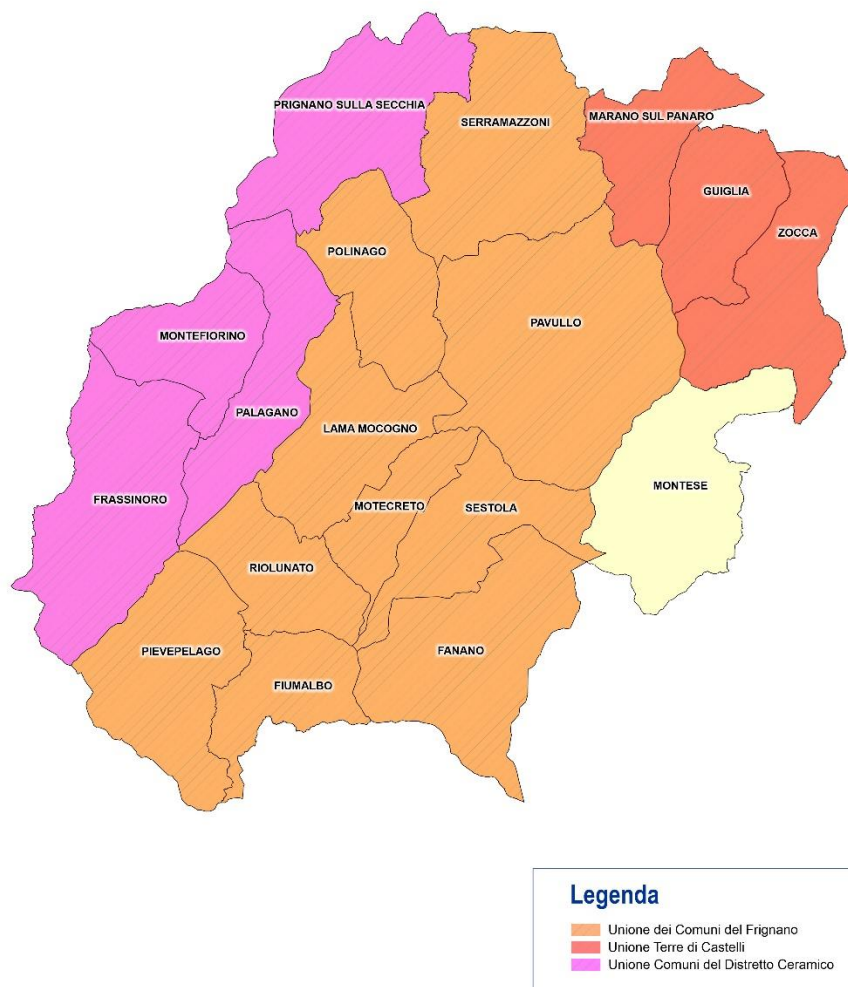 PRIGNANO SULLA SECCHIA
SERRAMAZZONI
MARANO SUL PANARO
GUIGLIA
ZOCCA
POLINAGO
PAVULLO
MONTEFIORINO
PALAGANO
LAMA MOCOGNO
MONTESE
FRASSINORO
MOTECRETO
SESTOLA
RIOLUNATO
PIEVEPELAGO
FANANO
FIUMALBO
Legenda
Unione dei Comuni del Frignano
Unione Terre di Castelli
Unione Comuni del Distretto Ceramico